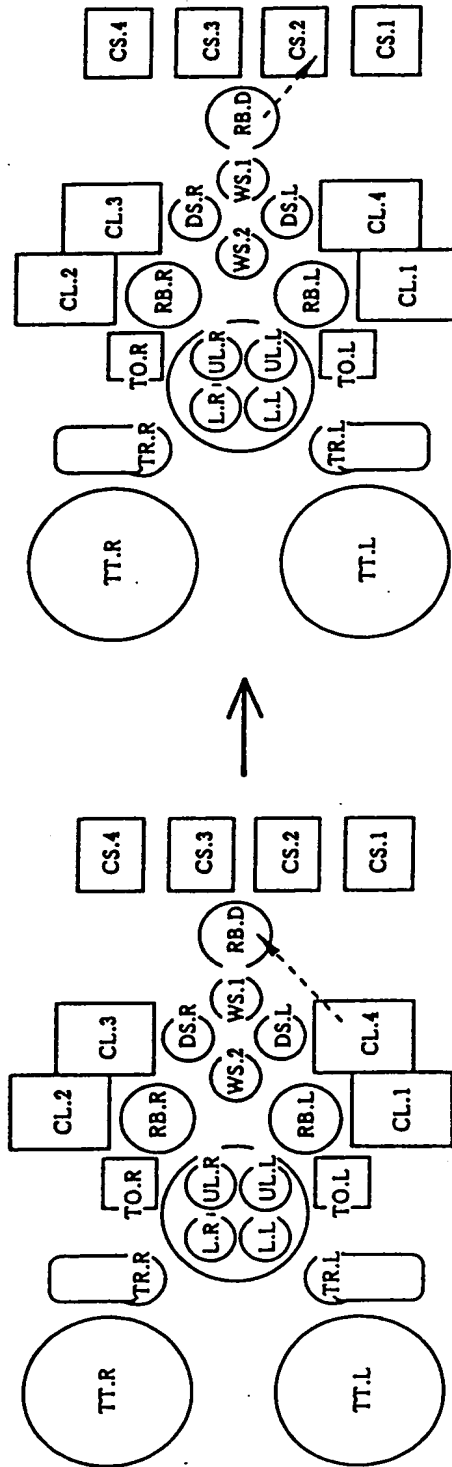 CL.2
CS.4
TT.R
CL.3
TO.R
TR.R
RB.R
DS.R
CS.3
L.R
UL.R
WS.2
WS.1
RB.D
L.L
UL.L
DS.L
CS.2
TR.L
TO.L
RB.L
TT.L
CL.4
CL.1
CS.1
CL.2
CS.4
TT.R
CL.3
TO.R
TR.R
RB.R
DS.R
CS.3
L.R
UL.R
WS.2
WS.1
RB.D
L.L
UL.L
DS.L
CS.2
TR.L
TO.L
RB.L
TT.L
CL.4
CL.1
CS.1